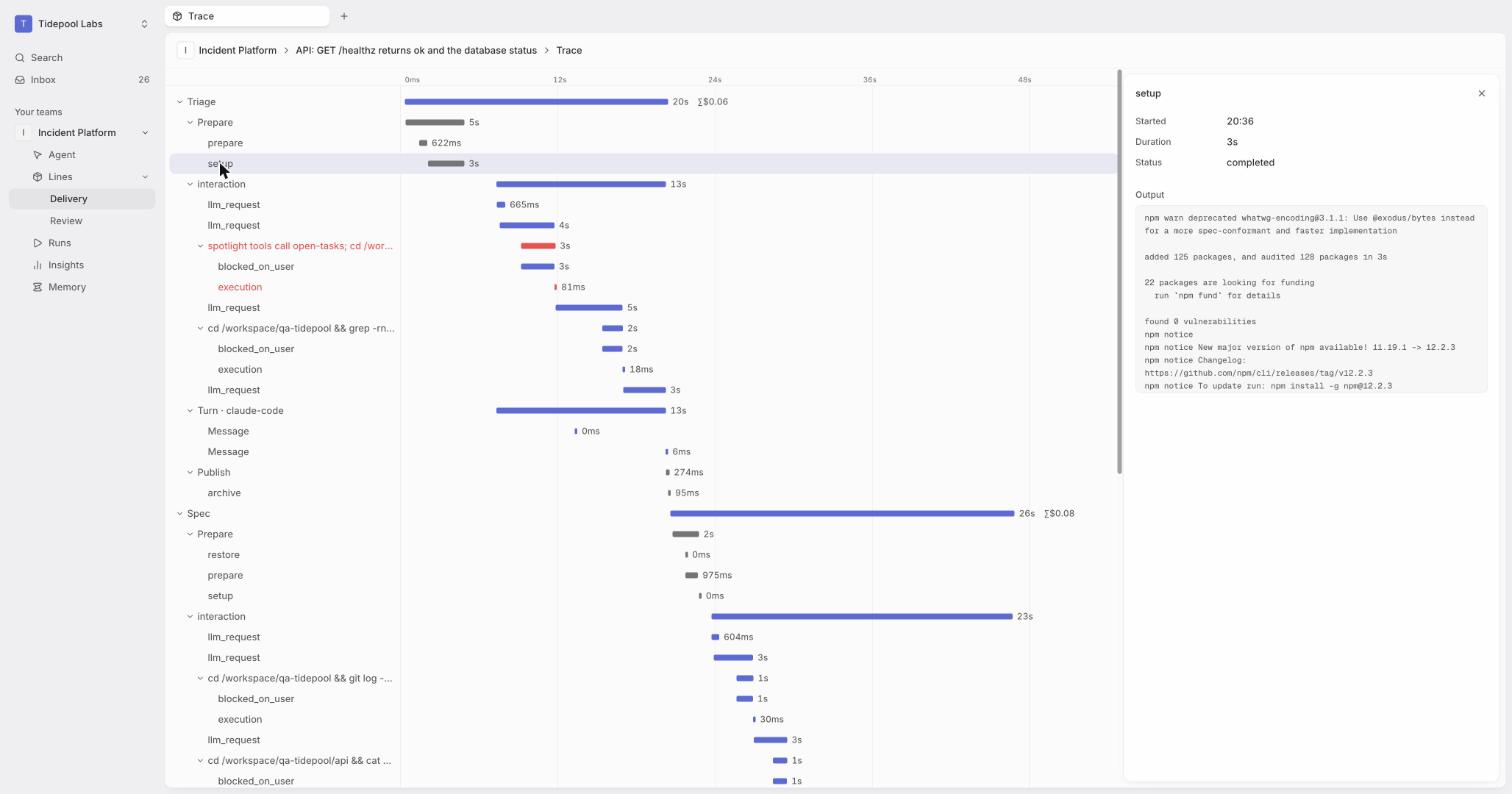 T Tidepool Labs
Search
Inbox 26
Your teams
I Incident Platform
Agent
Lines
Delivery
Review
Runs
Insights
Memory
Trace
I Incident Platform > API: GET /healthz returns ok and the database status > Trace
0ms 12s 24s 36s 48s
Triage 20s ∑$0.06
Prepare 5s
prepare 622ms
setup 3s
interaction 13s
llm_request 665ms
llm_request 4s
spotlight tools call open-tasks; cd /wor... 3s
blocked_on_user 3s
execution 81ms
llm_request 5s
cd /workspace/qa-tidepool && grep -rn... 2s
blocked_on_user 2s
execution 18ms
llm_request 3s
Turn · claude-code 13s
Message 0ms
Message 6ms
Publish 274ms
archive 95ms
Spec 26s ∑$0.08
Prepare 2s
restore 0ms
prepare 975ms
setup 0ms
interaction 23s
llm_request 604ms
llm_request 3s
cd /workspace/qa-tidepool && git log -... 1s
blocked_on_user 1s
execution 30ms
llm_request 3s
cd /workspace/qa-tidepool/api && cat ... 1s
blocked_on_user 1s
setup
Started 20:36
Duration 3s
Status completed
Output
npm warn deprecated whatwg-encoding@3.1.1: Use @exodus/bytes instead
for a more spec-conformant and faster implementation
added 125 packages, and audited 128 packages in 3s
22 packages are looking for funding
run `npm fund` for details
found 0 vulnerabilities
npm notice
npm notice New major version of npm available! 11.19.1 -> 12.2.3
npm notice Changelog:
https://github.com/npm/cli/releases/tag/v12.2.3
npm notice To update run: npm install -g npm@12.2.3